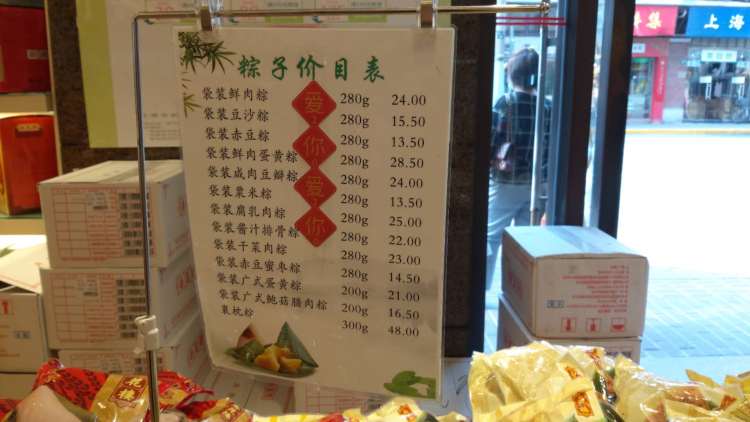 粽子价目表
袋装鲜肉粽 280g 24.00
袋装豆沙粽 280g 15.50
袋装赤豆粽 280g 13.50
袋装鲜肉蛋黄粽 280g 28.50
袋装咸肉豆瓣粽 280g 24.00
袋装粟米粽 280g 13.50
袋装腐乳肉粽 280g 25.00
袋装酱汁排骨粽 280g 22.00
袋装干菜肉粽 280g 23.00
袋装赤豆蜜枣粽 280g 14.50
袋装广式蛋黄粽 200g 21.00
袋装广式鲍菇腊肉粽 200g 16.50
裹枕粽 300g 48.00
爱你爱你
上海